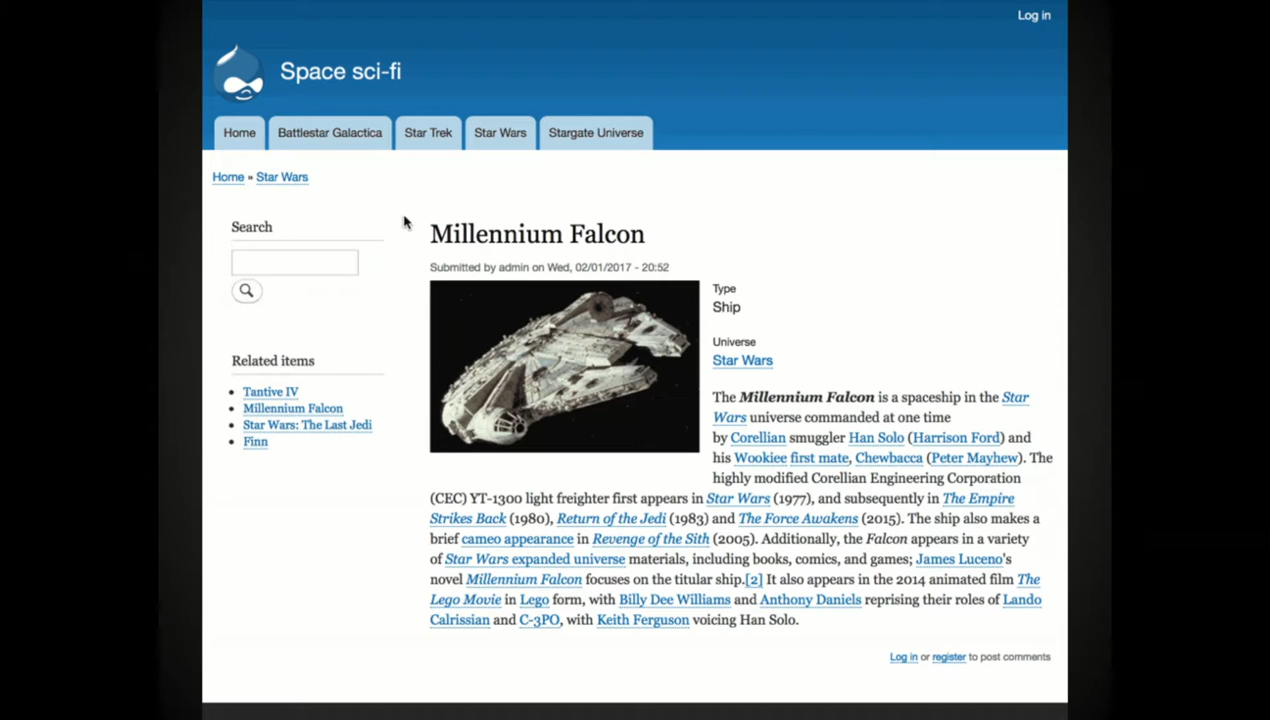 Log in
Space sci-fi
Home
Battlestar Galactica
Star Trek
Star Wars
Stargate Universe
Home » Star Wars
Search
Related items
Tantive IV
Millennium Falcon
Star Wars: The Last Jedi
Finn
Millennium Falcon
Submitted by admin on Wed, 02/01/2017 - 20:52
Type
Ship
Universe
Star Wars
The Millennium Falcon is a spaceship in the Star
Wars universe commanded at one time
by Corellian smuggler Han Solo (Harrison Ford) and
his Wookiee first mate, Chewbacca (Peter Mayhew). The
highly modified Corellian Engineering Corporation
(CEC) YT-1300 light freighter first appears in Star Wars (1977), and subsequently in The Empire
Strikes Back (1980), Return of the Jedi (1983) and The Force Awakens (2015). The ship also makes a
brief cameo appearance in Revenge of the Sith (2005). Additionally, the Falcon appears in a variety
of Star Wars expanded universe materials, including books, comics, and games; James Luceno's
novel Millennium Falcon focuses on the titular ship.[2] It also appears in the 2014 animated film The
Lego Movie in Lego form, with Billy Dee Williams and Anthony Daniels reprising their roles of Lando
Calrissian and C-3PO, with Keith Ferguson voicing Han Solo.
Log in or register to post comments